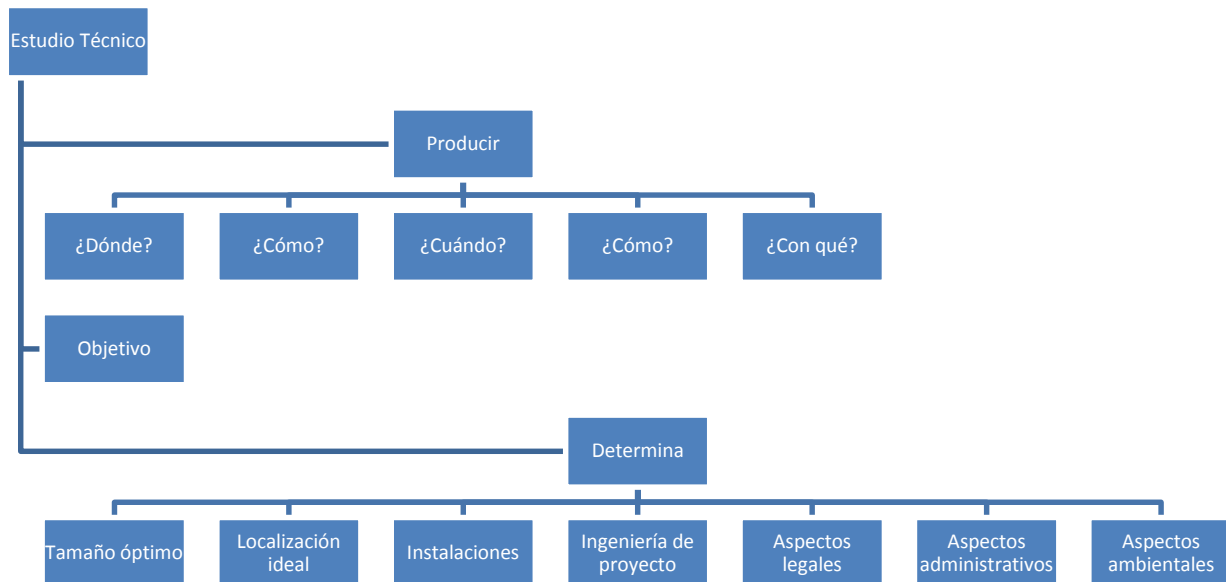 Estudio Técnico
Producir
¿Dónde?
¿Cómo?
¿Cuándo?
¿Cómo?
¿Con qué?
Objetivo
Determina
Tamaño óptimo
Localización
ideal
Instalaciones
Ingeniería de
proyecto
Aspectos
legales
Aspectos
administrativos
Aspectos
ambientales